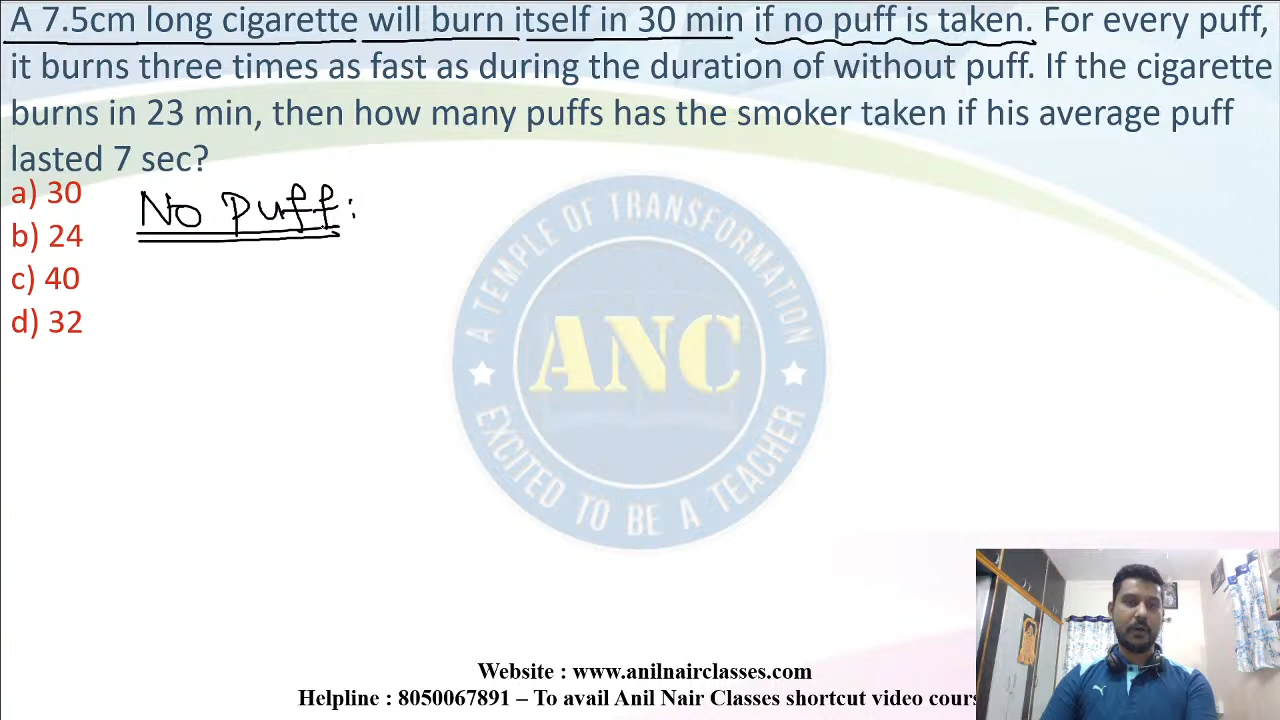 A 7.5cm long cigarette will burn itself in 30 min if no puff is taken. For every puff,
it burns three times as fast as during the duration of without puff. If the cigarette
burns in 23 min, then how many puffs has the smoker taken if his average puff
lasted 7 sec?
a) 30
b) 24
c) 40
d) 32
No puff:
A TEMPLE OF TRANSFORMATION
ANC
EXCITED TO BE A TEACHER
Website : www.anilnairclasses.com
Helpline : 8050067891 – To avail Anil Nair Classes shortcut video cours